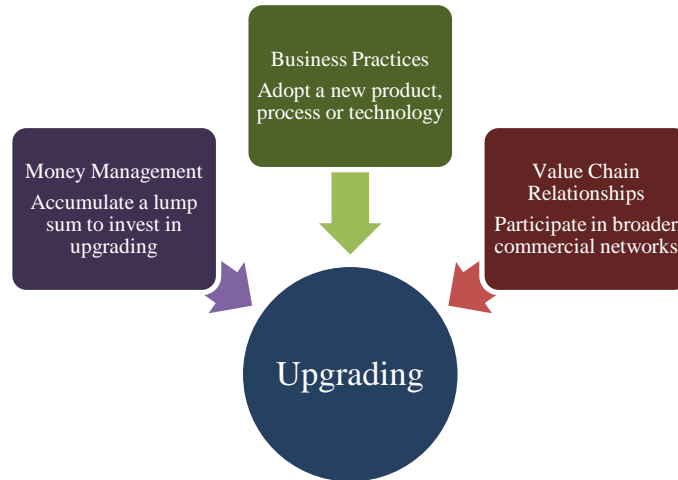 Business Practices
Adopt a new product,
process or technology
Money Management
Accumulate a lump
sum to invest in
upgrading
Value Chain
Relationships
Participate in broader
commercial networks
Upgrading